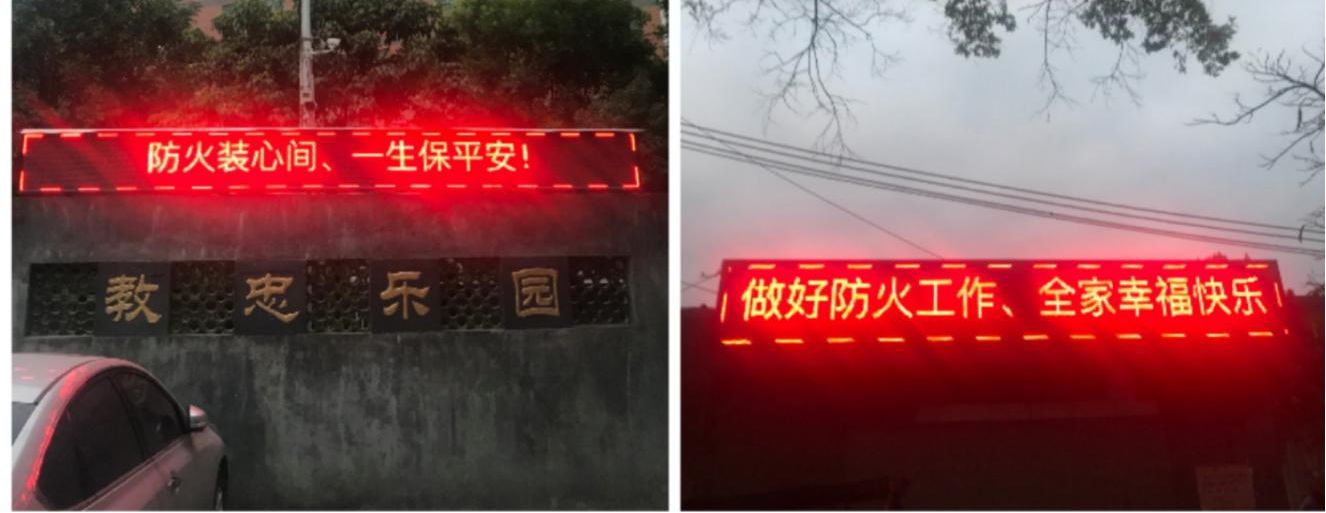 防火装心间、一生保平安！
教忠乐园
做好防火工作、全家幸福快乐